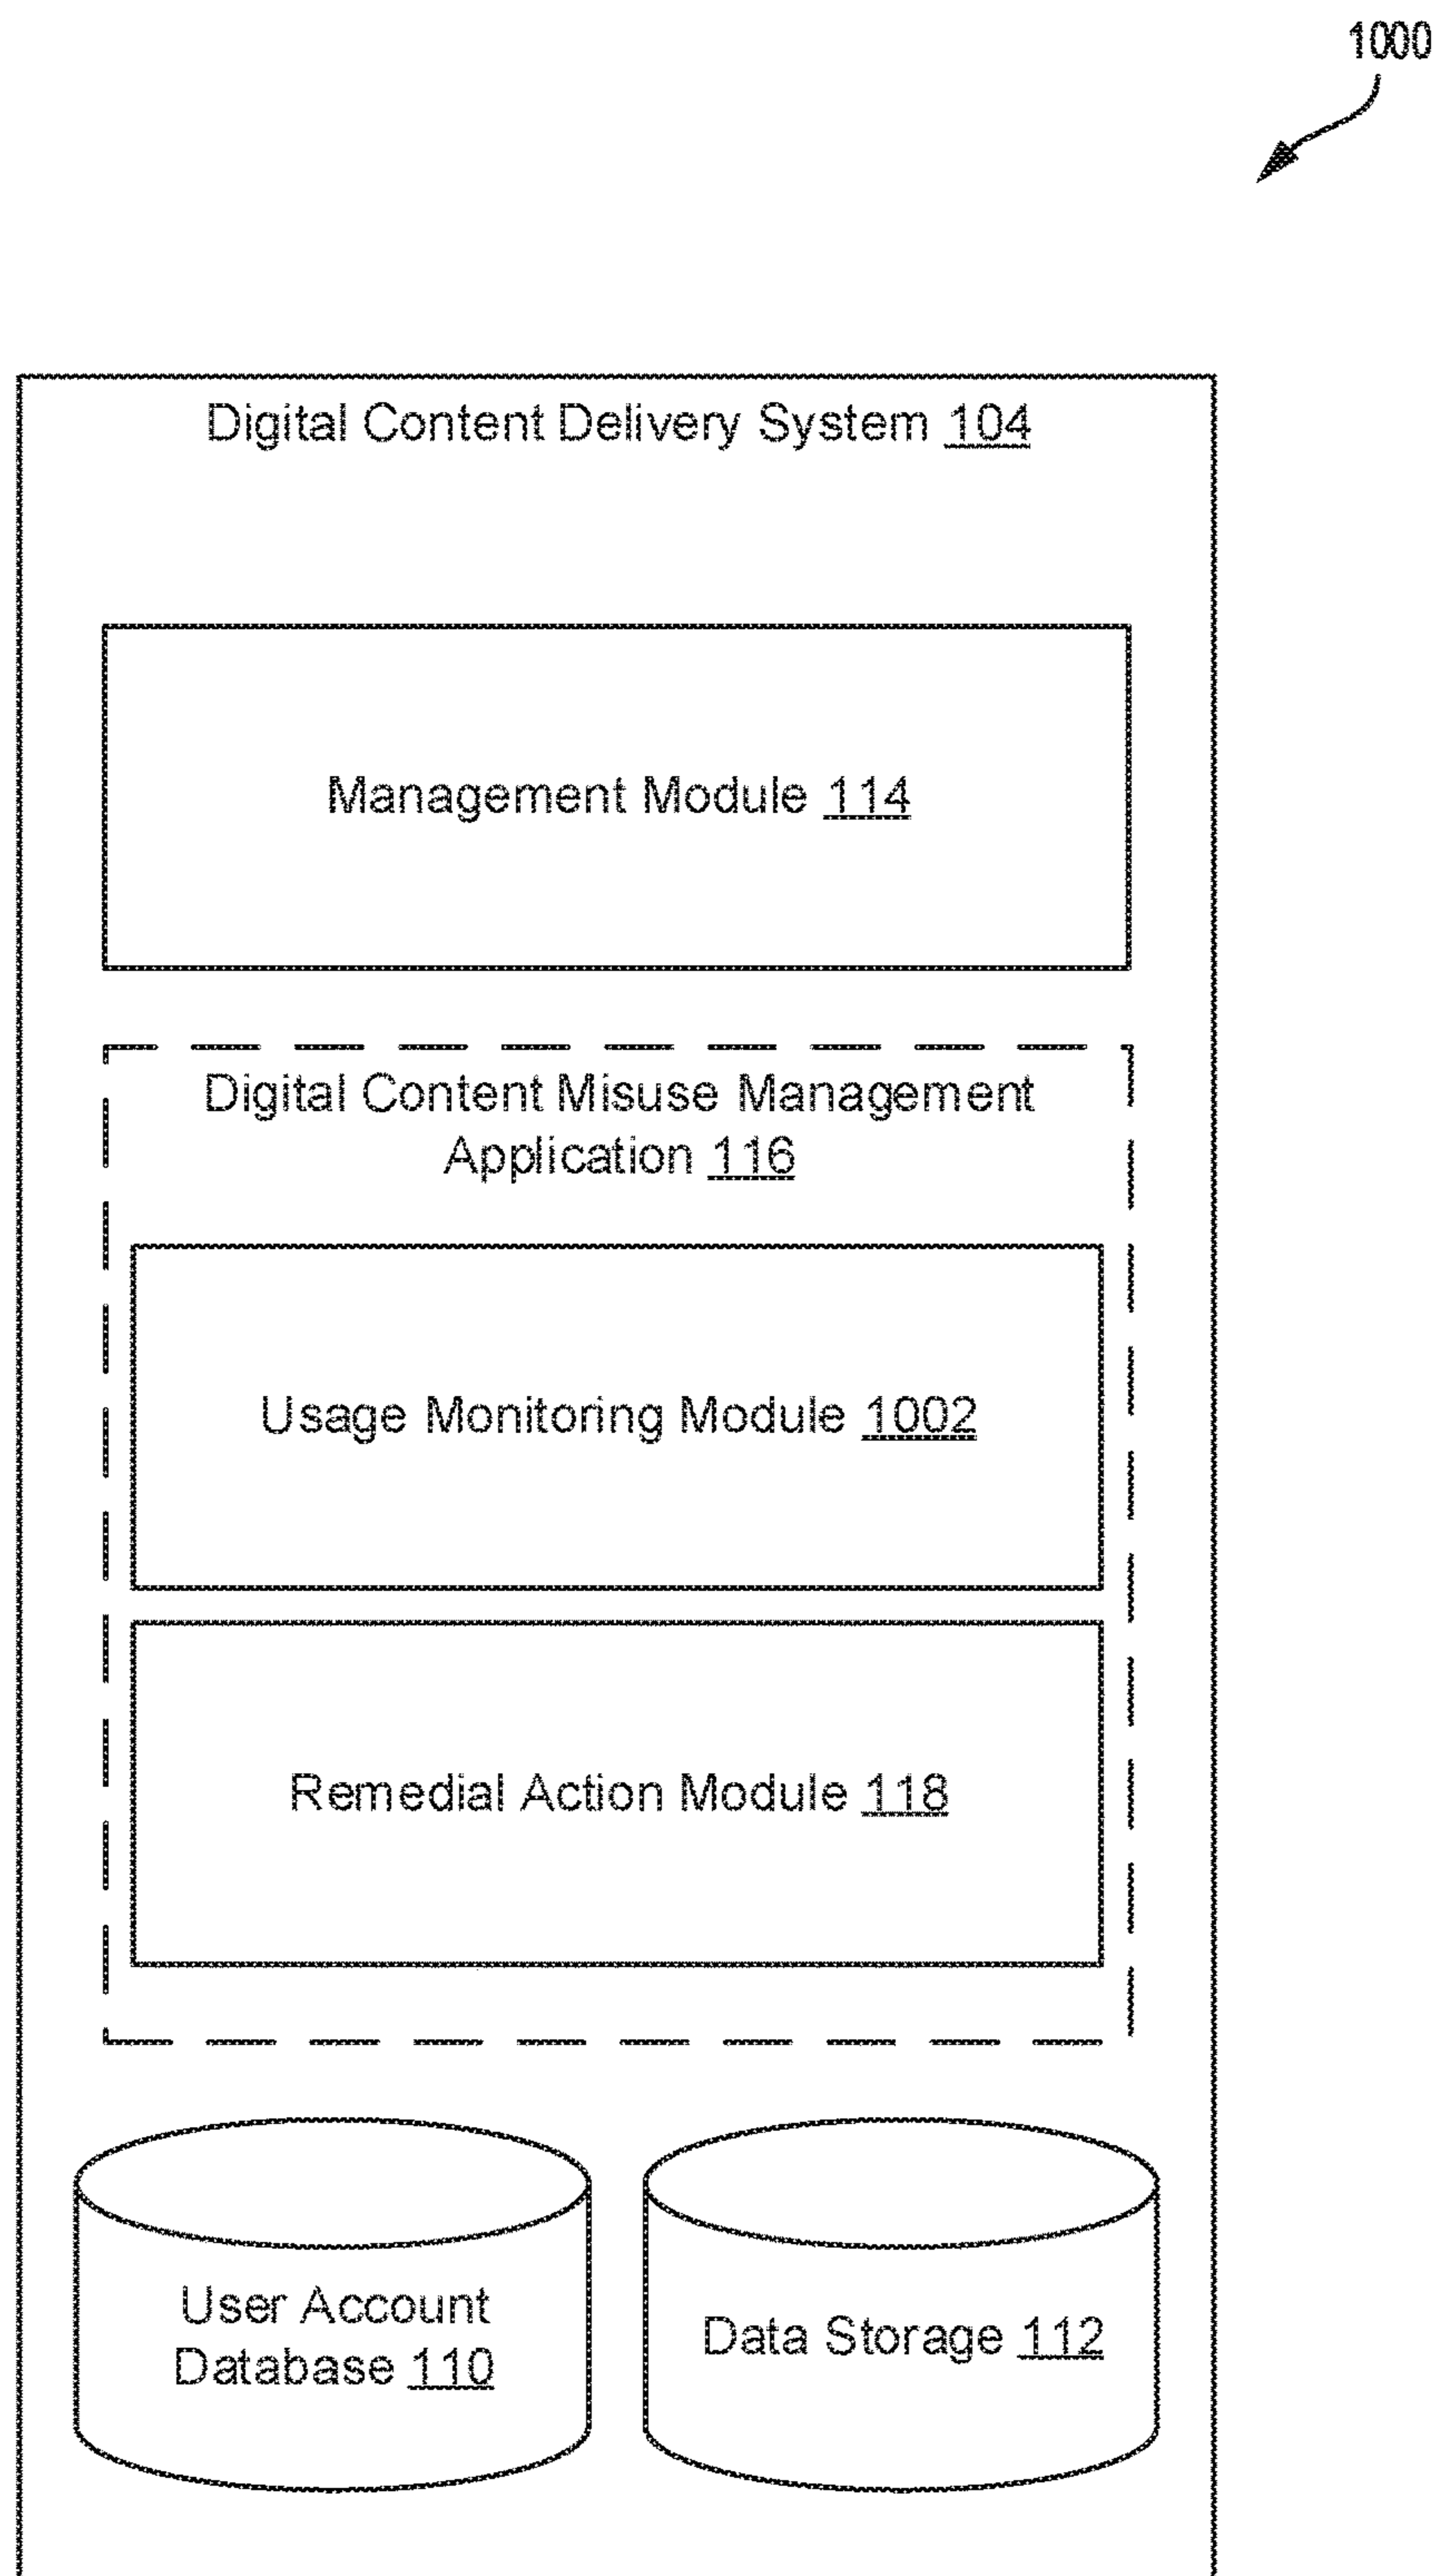 1000
Digital Content Delivery System 104
Management Module 114
Digital Content Misuse Management
Application 116
Usage Monitoring Module 1002
Remedial Action Module 118
User Account
Database 110
Data Storage 112